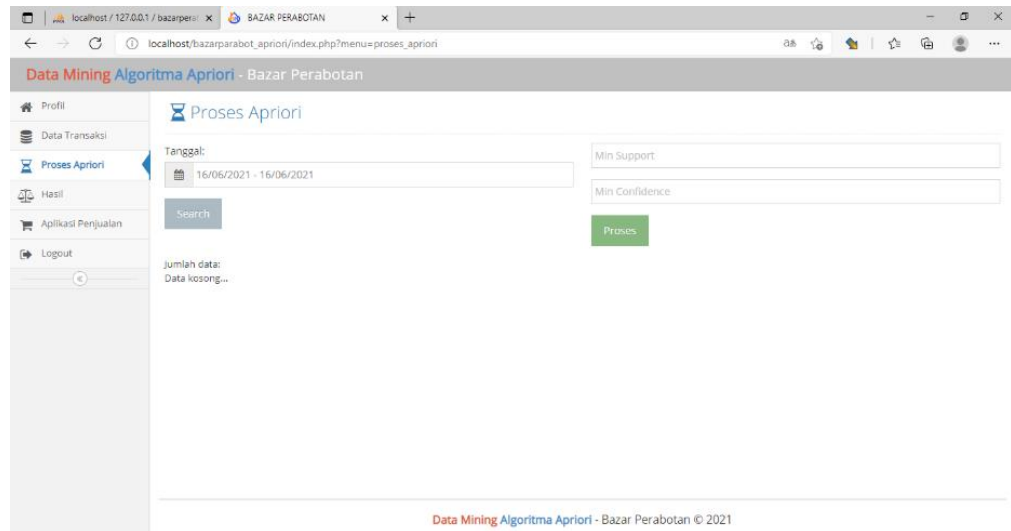 localhost / 127.0.0.1 / bazarpera
BAZAR PERABOTAN
localhost/bazarparabot_apriori/index.php?menu=proses_apriori
Data Mining Algoritma Apriori - Bazar Perabotan
Profil
Data Transaksi
Proses Apriori
Hasil
Aplikasi Penjualan
Logout
Proses Apriori
Tanggal:
16/06/2021 - 16/06/2021
Search
Jumlah data:
Data kosong...
Min Support
Min Confidence
Proses
Data Mining Algoritma Apriori - Bazar Perabotan © 2021